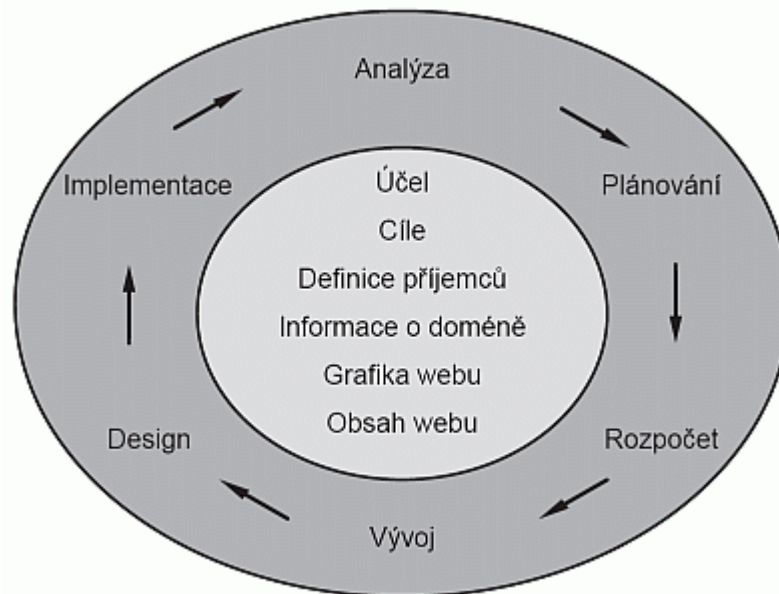 Analýza
Implementace
Plánování
Účel
Cíle
Definice příjemců
Informace o doméně
Grafika webu
Obsah webu
Design
Rozpočet
Vývoj